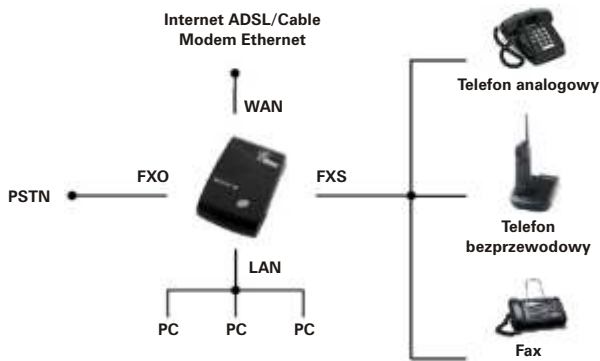 Internet ADSL/Cable
Modem Ethernet
Telefon analogowy
WAN
FXO
FXS
PSTN
Telefon
bezprzewodowy
LAN
PC
PC
PC
Fax